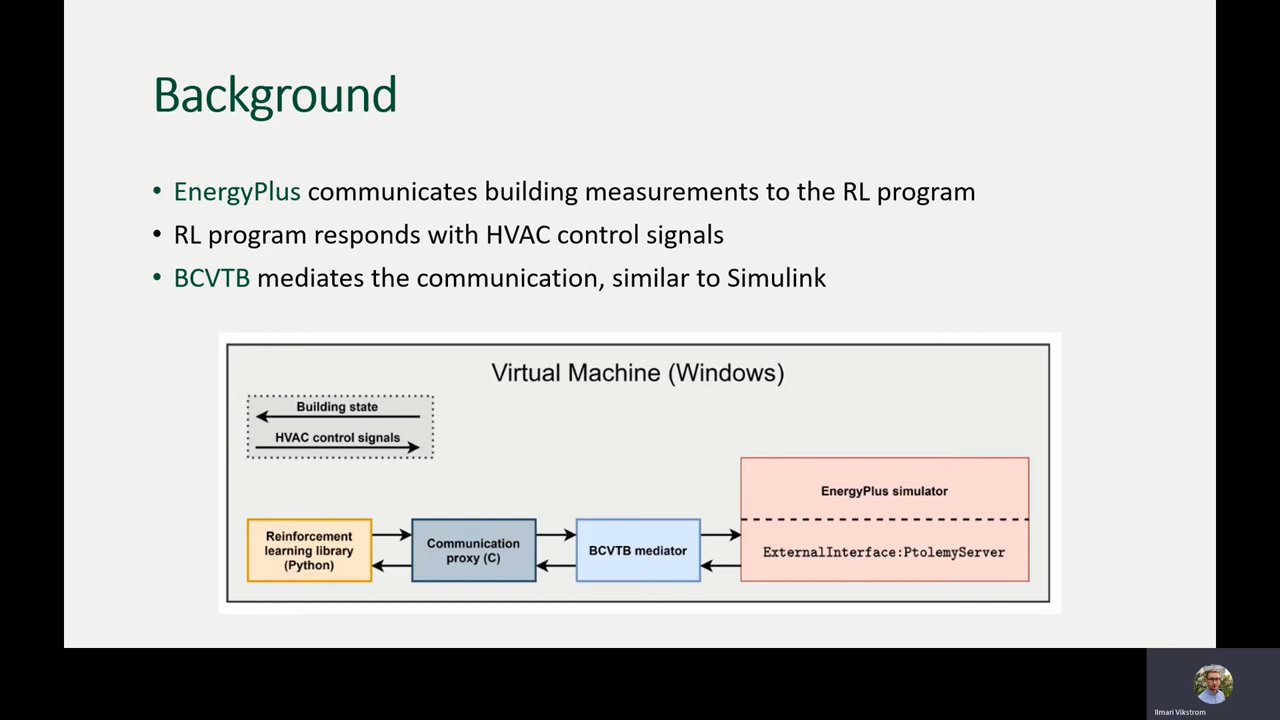 Background
• EnergyPlus communicates building measurements to the RL program
• RL program responds with HVAC control signals
• BCVTB mediates the communication, similar to Simulink
Virtual Machine (Windows)
Building state
HVAC control signals
Reinforcement
learning library
(Python)
Communication
proxy (C)
BCVTB mediator
EnergyPlus simulator
ExternalInterface:PtolemyServer
Ilmari Vikstrom